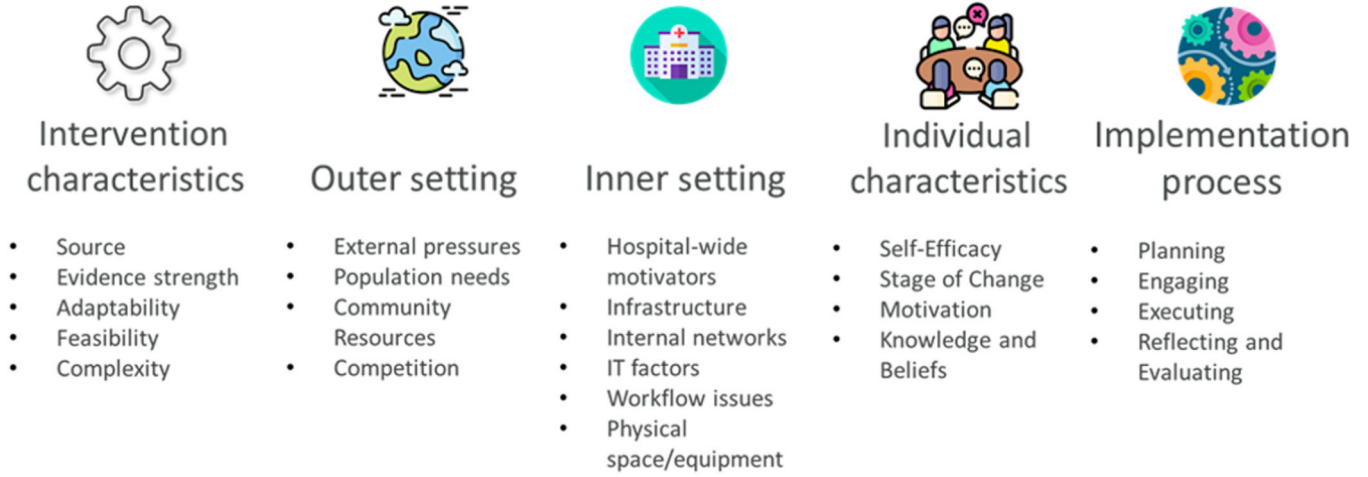 Intervention
characteristics
• Source
• Evidence strength
• Adaptability
• Feasibility
• Complexity
Outer setting
• External pressures
• Population needs
• Community
Resources
• Competition
Inner setting
• Hospital-wide
motivators
• Infrastructure
• Internal networks
• IT factors
• Workflow issues
• Physical
space/equipment
Individual
characteristics
• Self-Efficacy
• Stage of Change
• Motivation
• Knowledge and
Beliefs
Implementation
process
• Planning
• Engaging
• Executing
• Reflecting and
Evaluating